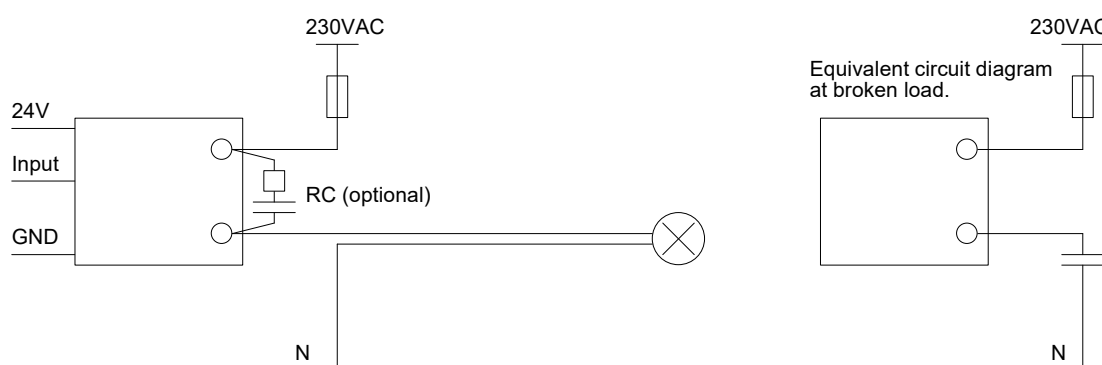 230VAC
24V
Input
GND
RC (optional)
N
230VAC
Equivalent circuit diagram
at broken load.
N